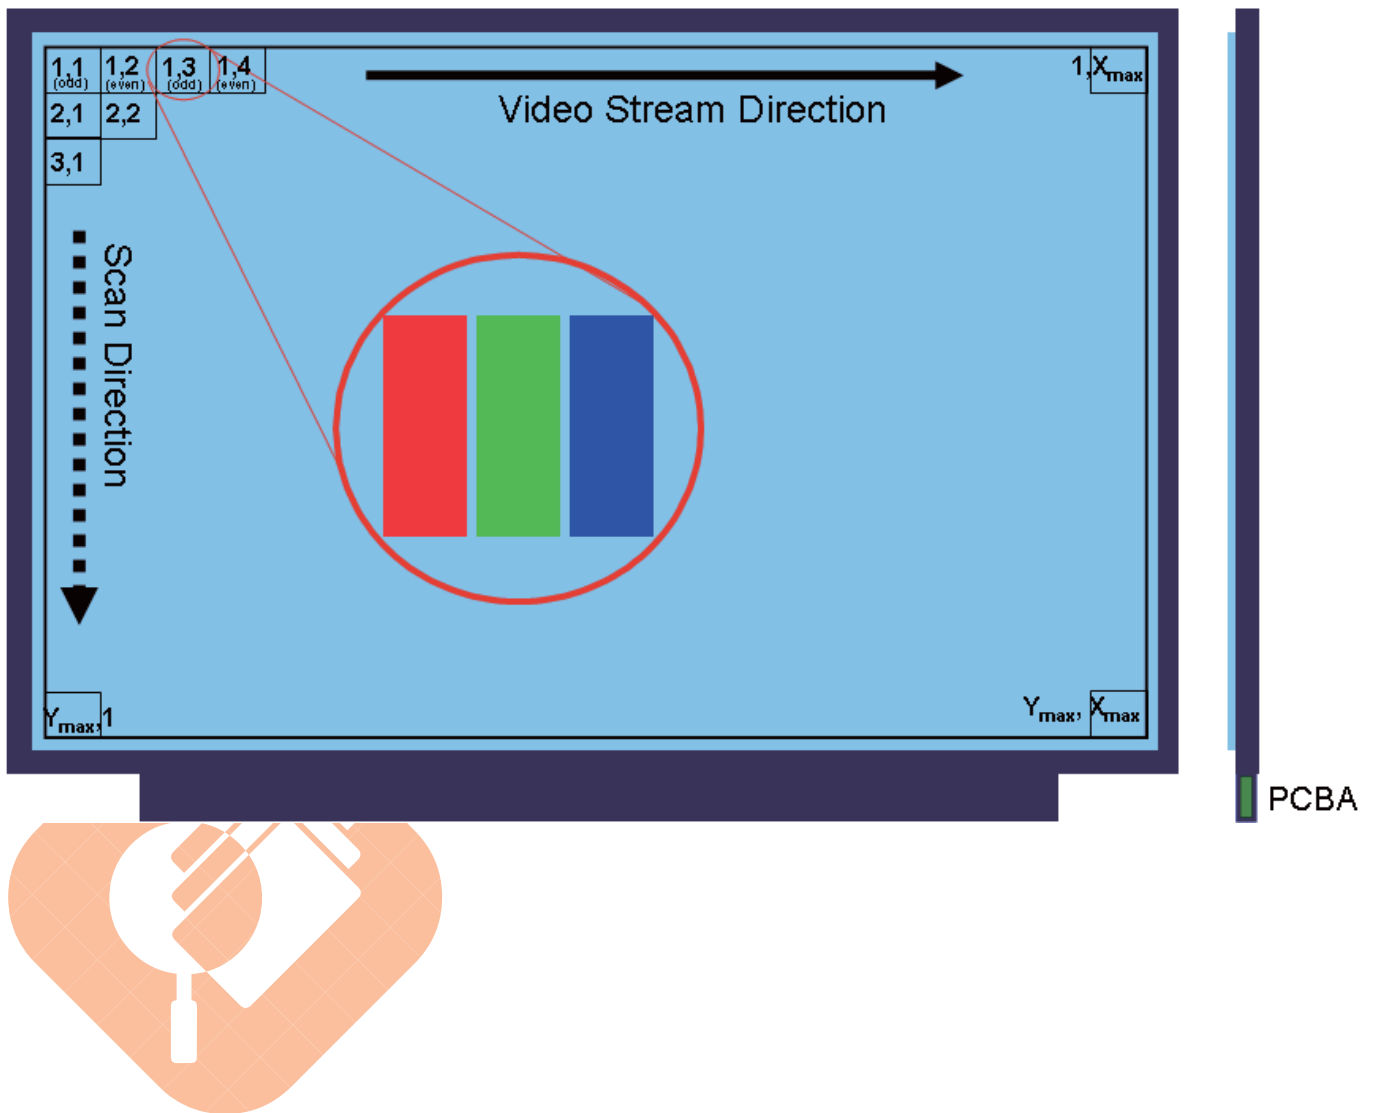 1,1 1,2 1,3 1,4 1,Xmax
(odd) (even) (odd) (even)
Video Stream Direction
2,1 2,2
3,1
Scan Direction
Ymax,1 Ymax, Xmax
PCBA